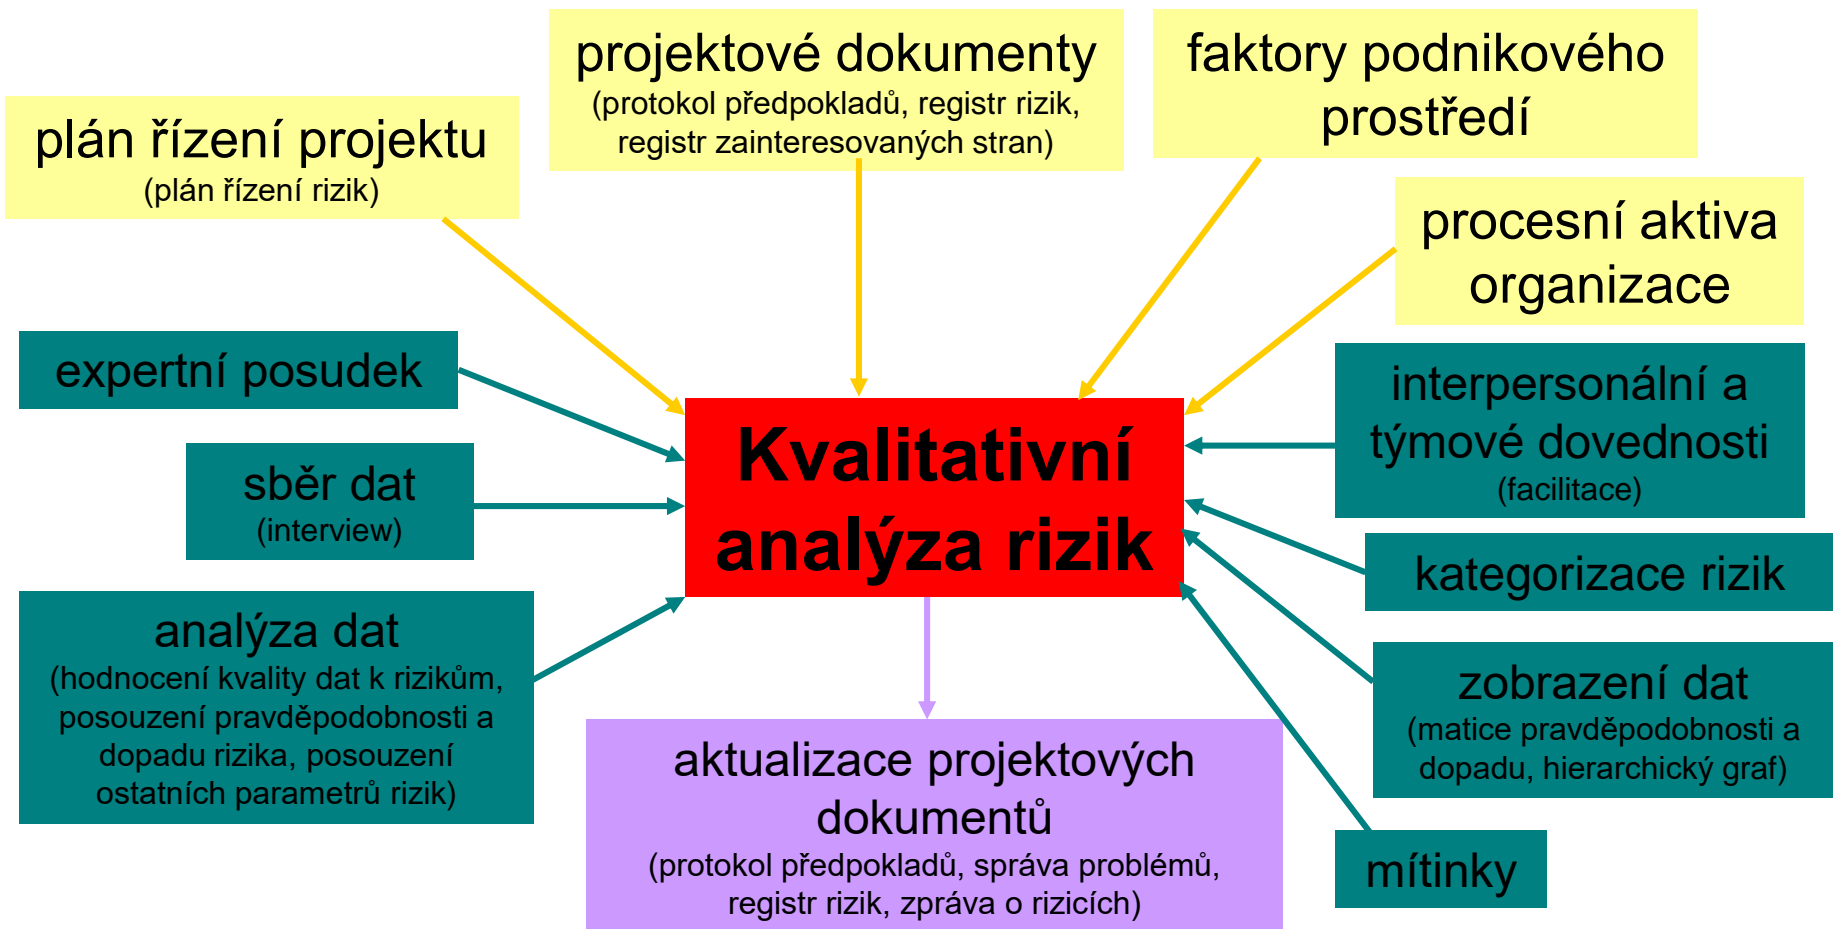 projektové dokumenty
(protokol předpokladů, registr rizik,
registr zainteresovaných stran)
faktory podnikového
prostředí
plán řízení projektu
(plán řízení rizik)
procesní aktiva
organizace
expertní posudek
interpersonální a
týmové dovednosti
(facilitace)
sběr dat
(interview)
Kvalitativní
analýza rizik
kategorizace rizik
analýza dat
(hodnocení kvality dat k rizikům,
posouzení pravděpodobnosti a
dopadu rizika, posouzení
ostatních parametrů rizik)
zobrazení dat
(matice pravděpodobnosti a
dopadu, hierarchický graf)
aktualizace projektových
dokumentů
(protokol předpokladů, správa problémů,
registr rizik, zpráva o rizicích)
mítinky